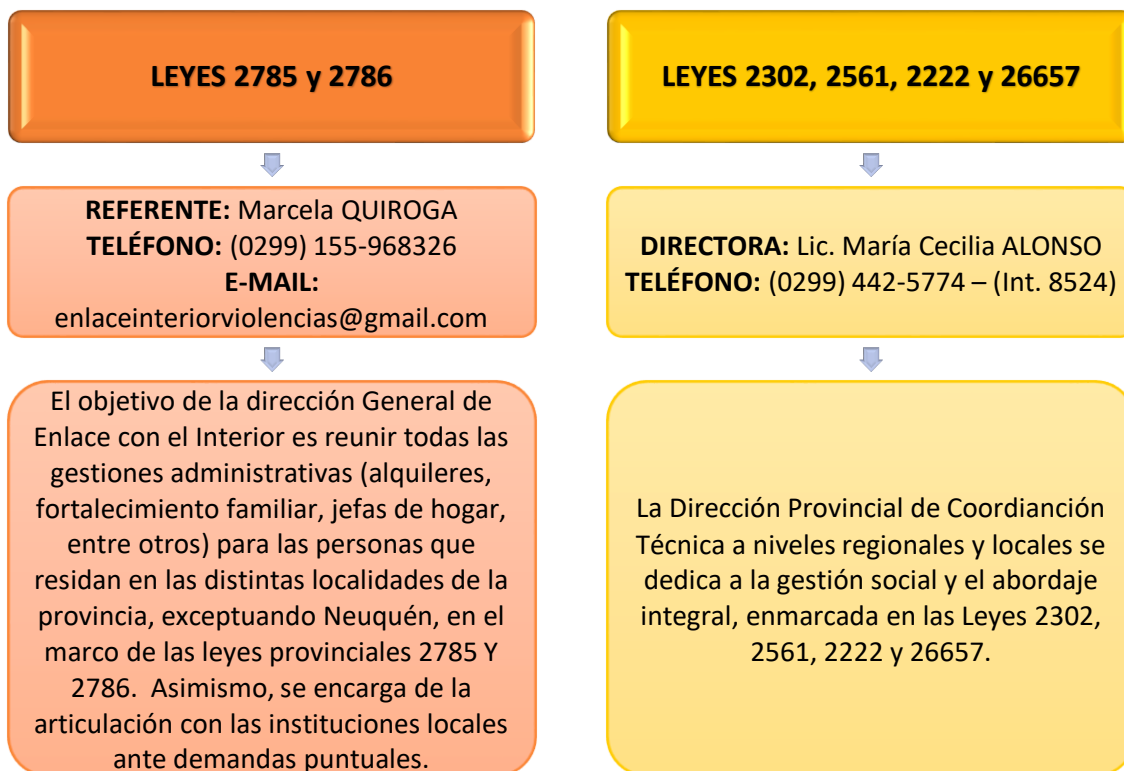 LEYES 2785 y 2786
REFERENTE: Marcela QUIROGA
TELÉFONO: (0299) 155-968326
E-MAIL:
enlaceinteriorviolencias@gmail.com
El objetivo de la dirección General de
Enlace con el Interior es reunir todas las
gestiones administrativas (alquileres,
fortalecimiento familiar, jefas de hogar,
entre otros) para las personas que
residan en las distintas localidades de la
provincia, exceptuando Neuquén, en el
marco de las leyes provinciales 2785 Y
2786.  Asimismo, se encarga de la
articulación con las instituciones locales
ante demandas puntuales.
LEYES 2302, 2561, 2222 y 26657
DIRECTORA: Lic. María Cecilia ALONSO
TELÉFONO: (0299) 442-5774 – (Int. 8524)
La Dirección Provincial de Coordianción
Técnica a niveles regionales y locales se
dedica a la gestión social y el abordaje
integral, enmarcada en las Leyes 2302,
2561, 2222 y 26657.